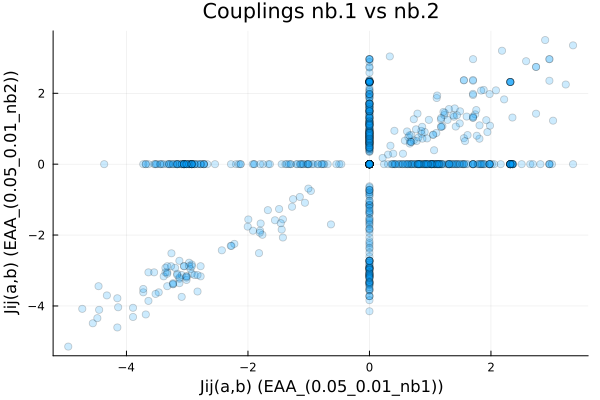 Couplings nb.1 vs nb.2
Jij(a,b) (EAA_(0.05_0.01_nb2))
2
0
−2
−4
−4
−2
0
2
Jij(a,b) (EAA_(0.05_0.01_nb1))